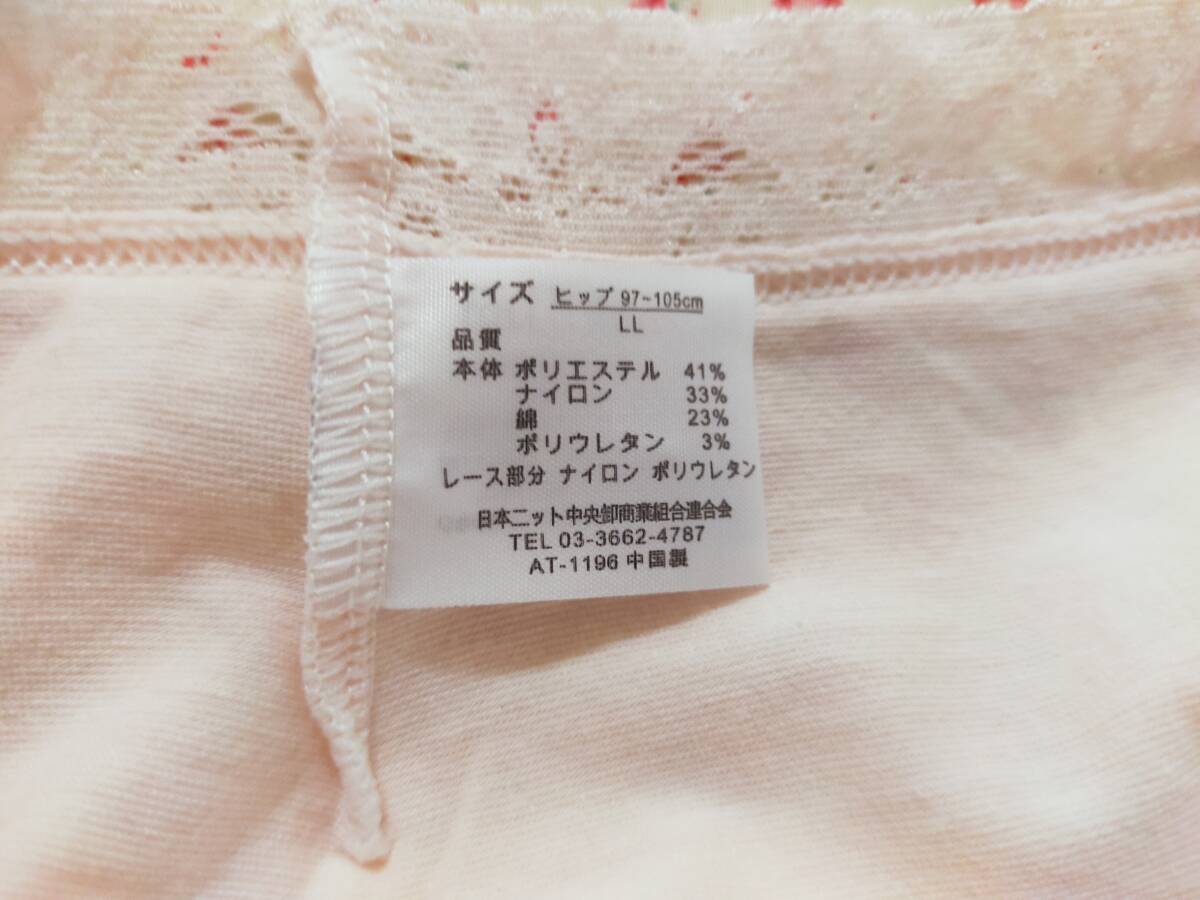 サイズ ヒップ 97~105cm
LL
品質
本体 ポリエステル 41%
ナイロン 33%
綿 23%
ポリウレタン 3%
レース部分 ナイロン ポリウレタン
日本ニット中央卸商業組合連合会
TEL 03-3662-4787
AT-1196 中国製